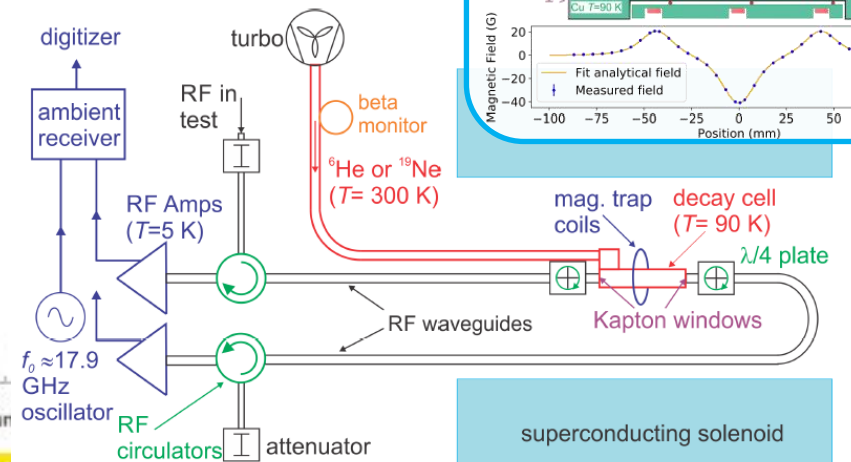 Cu T=90 K
Magnetic Field (G)
20
0
−20
−40
Fit analytical field
Measured field
−100
−75
−50
−25
0
25
50
Position (mm)
digitizer
turbo
ambient
receiver
RF in
test
beta
monitor
⁶He or ¹⁹Ne
(T= 300 K)
RF Amps
(T=5 K)
mag. trap
coils
decay cell
(T= 90 K)
λ/4 plate
RF waveguides
Kapton windows
f₀ ≈17.9
GHz
oscillator
RF
circulators
attenuator
superconducting solenoid